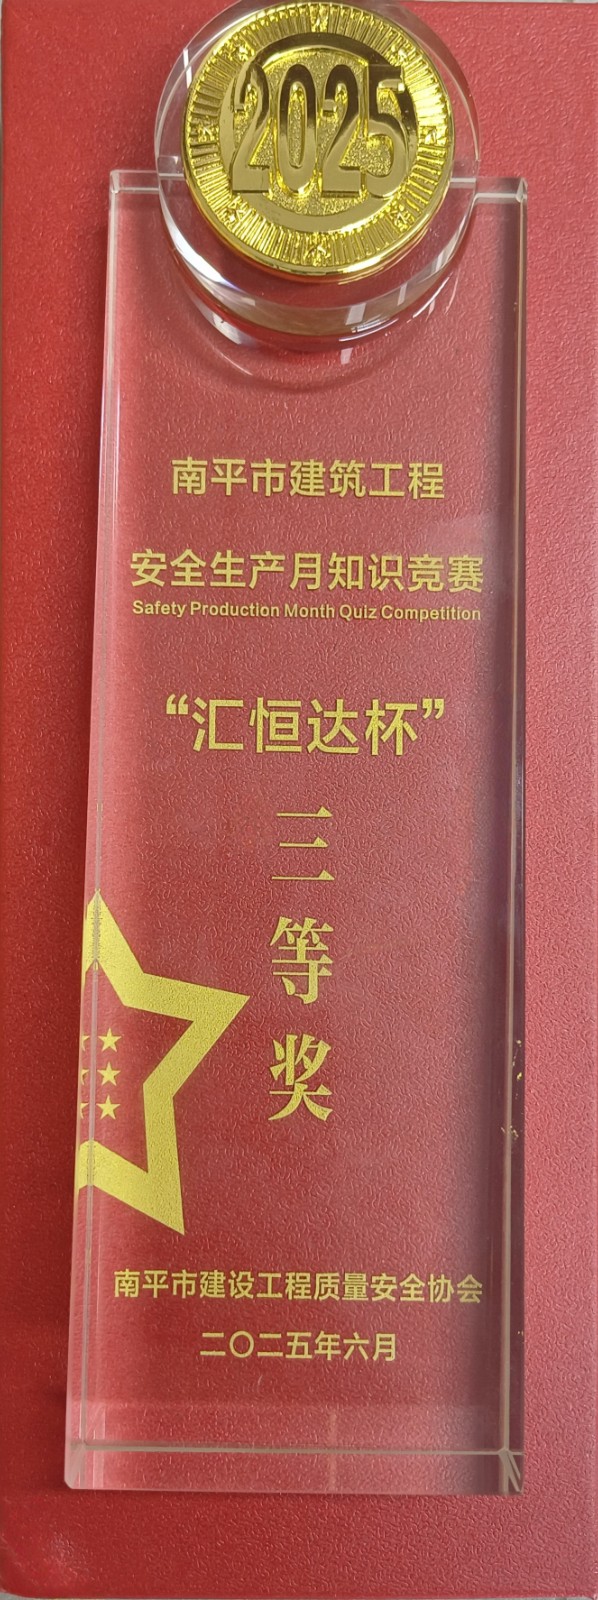 2025
南平市建筑工程
安全生产月知识竞赛
Safety Production Month Quiz Competition
“汇恒达杯”
三等奖
南平市建设工程质量安全协会
二〇二五年六月